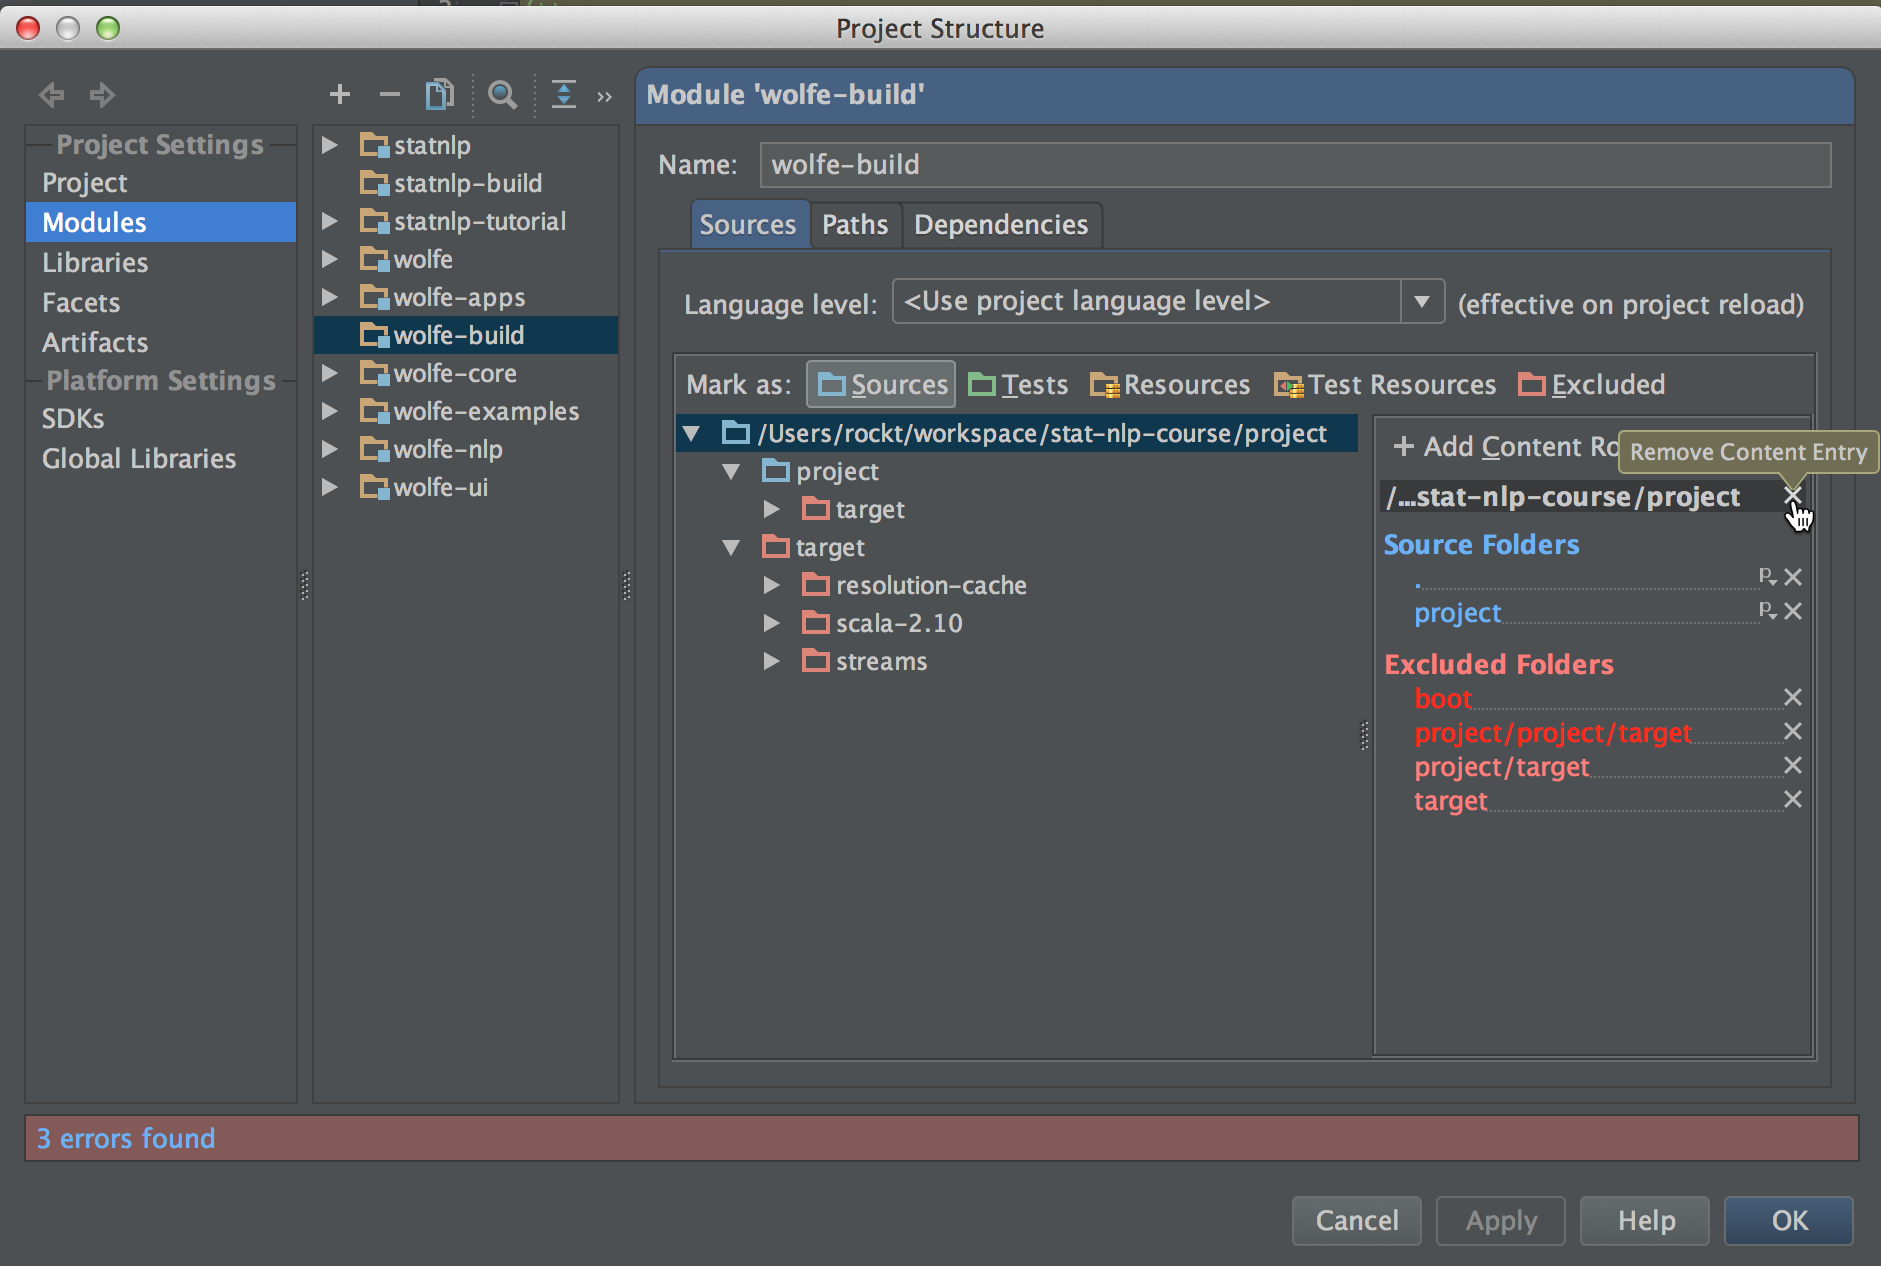 Project Structure
Project Settings
Project
Modules
Libraries
Facets
Artifacts
Platform Settings
SDKs
Global Libraries
statnlp
statnlp-build
statnlp-tutorial
wolfe
wolfe-apps
wolfe-build
wolfe-core
wolfe-examples
wolfe-nlp
wolfe-ui
Module 'wolfe-build'
Name: wolfe-build
Sources Paths Dependencies
Language level: <Use project language level> (effective on project reload)
Mark as: Sources Tests Resources Test Resources Excluded
/Users/rockt/workspace/stat-nlp-course/project
project
target
target
resolution-cache
scala-2.10
streams
+ Add Content Ro
Remove Content Entry
/...stat-nlp-course/project
Source Folders
.
project
Excluded Folders
boot
project/project/target
project/target
target
3 errors found
Cancel Apply Help OK